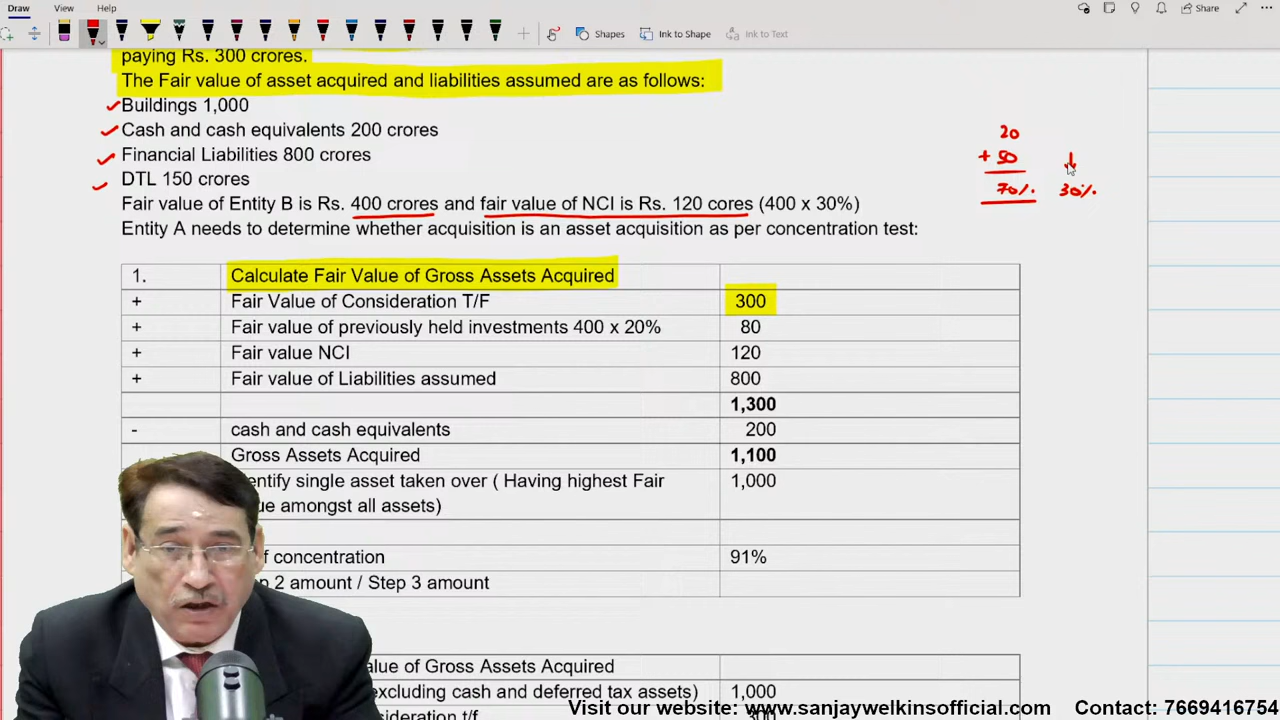 Draw View Help Share
Shapes Ink to Shape Ink to Text
paying Rs. 300 crores.
The Fair value of asset acquired and liabilities assumed are as follows:
Buildings 1,000
Cash and cash equivalents 200 crores
Financial Liabilities 800 crores
DTL 150 crores
Fair value of Entity B is Rs. 400 crores and fair value of NCI is Rs. 120 cores (400 x 30%)
Entity A needs to determine whether acquisition is an asset acquisition as per concentration test:
20
+ 50
70% 30%
1. Calculate Fair Value of Gross Assets Acquired
+ Fair Value of Consideration T/F 300
+ Fair value of previously held investments 400 x 20% 80
+ Fair value NCI 120
+ Fair value of Liabilities assumed 800
1,300
- cash and cash equivalents 200
Gross Assets Acquired 1,100
single asset taken over ( Having highest Fair 1,000
amongst all assets)
concentration 91%
2 amount / Step 3 amount
of Gross Assets Acquired
excluding cash and deferred tax assets) 1,000
t/f 300
Visit our website: www.sanjaywelkinsofficial.com Contact: 7669416754